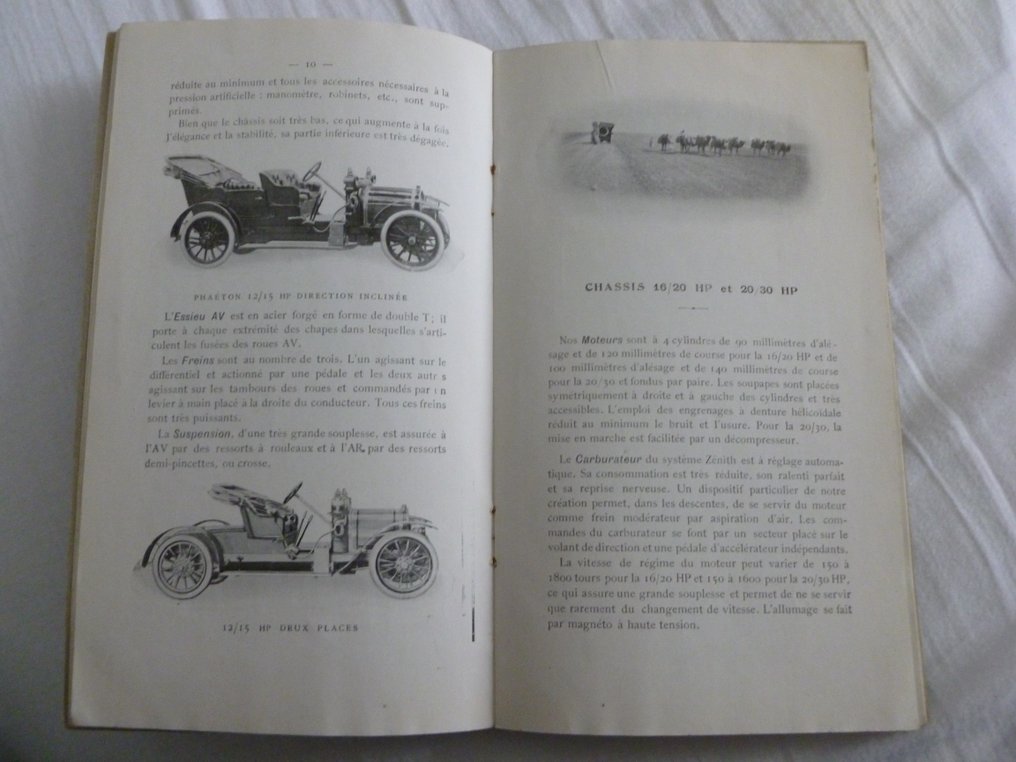 — 10 —
réduite au minimum et tous les accessoires nécessaires à la
pression artificielle : manomètre, robinets, etc., sont sup-
primés.
Bien que le châssis soit très bas, ce qui augmente à la fois
l'élégance et la stabilité, sa partie inférieure est très dégagée.
PHAÉTON 12/15 HP DIRECTION INCLINÉE
L'Essieu AV est en acier forgé en forme de double T; il
porte à chaque extrémité des chapes dans lesquelles s'arti-
culent les fusées des roues AV.
Les Freins sont au nombre de trois. L'un agissant sur le
différentiel et actionné par une pédale et les deux autr s
agissant sur les tambours des roues et commandés par un
levier à main placé à la droite du conducteur. Tous ces freins
sont très puissants.
La Suspension, d'une très grande souplesse, est assurée à
l'AV par des ressorts à rouleaux et à l'AR par des ressorts
demi-pincettes, ou crosse.
12/15 HP DEUX PLACES
CHASSIS 16/20 HP et 20/30 HP
Nos Moteurs sont à 4 cylindres de 90 millimètres d'alé-
sage et de 120 millimètres de course pour la 16/20 HP et de
100 millimètres d'alésage et de 140 millimètres de course
pour la 20/30 et fondus par paire. Les soupapes sont placées
symétriquement à droite et à gauche des cylindres et très
accessibles. L'emploi des engrenages à denture hélicoïdale
réduit au minimum le bruit et l'usure. Pour la 20/30, la
mise en marche est facilitée par un décompresseur.
Le Carburateur du système Zénith est à réglage automa-
tique. Sa consommation est très réduite, son ralenti parfait
et sa reprise nerveuse. Un dispositif particulier de notre
création permet, dans les descentes, de se servir du moteur
comme frein modérateur par aspiration d'air. Les com-
mandes du carburateur se font par un secteur placé sur le
volant de direction et une pédale d'accélérateur indépendants.
La vitesse de régime du moteur peut varier de 150 à
1800 tours pour la 16/20 HP et 150 à 1600 pour la 20/30 HP,
ce qui assure une grande souplesse et permet de ne se servir
que rarement du changement de vitesse. L'allumage se fait
par magnéto à haute tension.